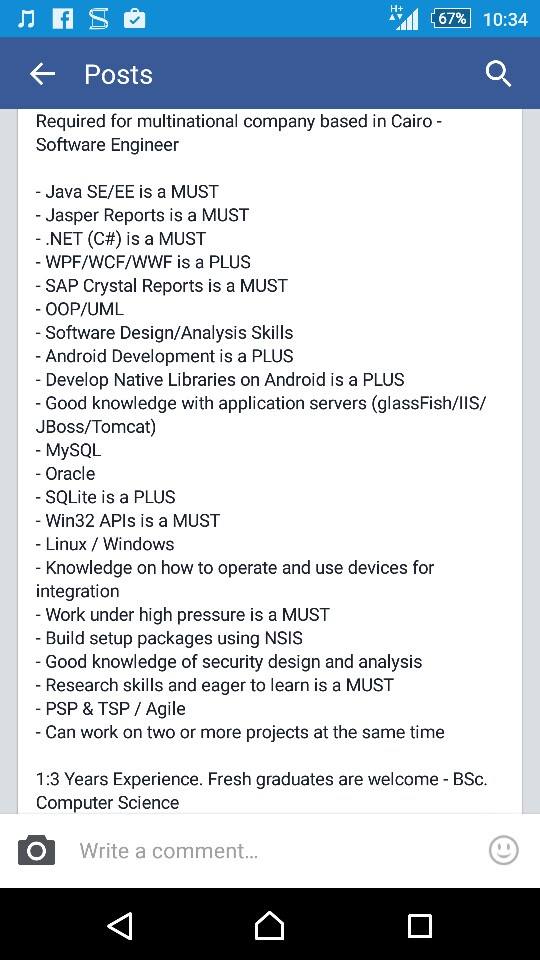 H+
67%
10:34
Posts
Required for multinational company based in Cairo -
Software Engineer
- Java SE/EE is a MUST
- Jasper Reports is a MUST
- .NET (C#) is a MUST
- WPF/WCF/WWF is a PLUS
- SAP Crystal Reports is a MUST
- OOP/UML
- Software Design/Analysis Skills
- Android Development is a PLUS
- Develop Native Libraries on Android is a PLUS
- Good knowledge with application servers (glassFish/IIS/
JBoss/Tomcat)
- MySQL
- Oracle
- SQLite is a PLUS
- Win32 APIs is a MUST
- Linux / Windows
- Knowledge on how to operate and use devices for
integration
- Work under high pressure is a MUST
- Build setup packages using NSIS
- Good knowledge of security design and analysis
- Research skills and eager to learn is a MUST
- PSP & TSP / Agile
- Can work on two or more projects at the same time
1:3 Years Experience. Fresh graduates are welcome - BSc.
Computer Science
Write a comment...